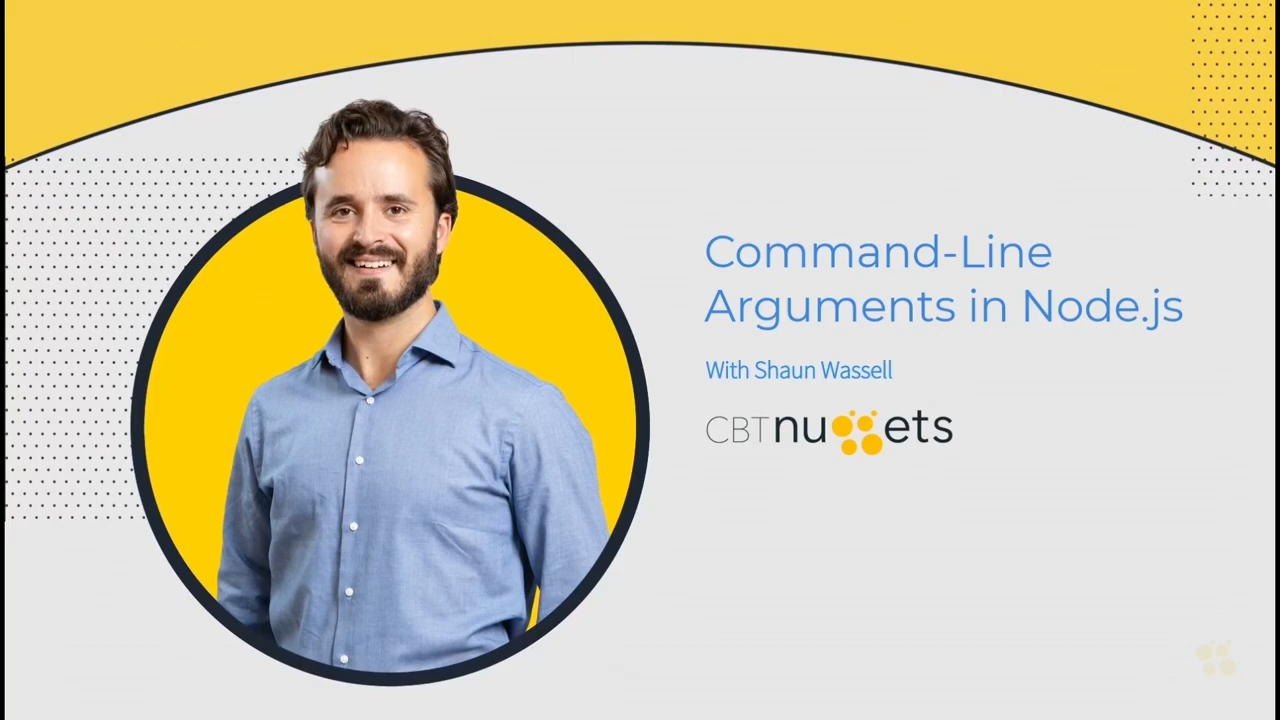 Command-Line
Arguments in Node.js
With Shaun Wassell
CBTnuggets